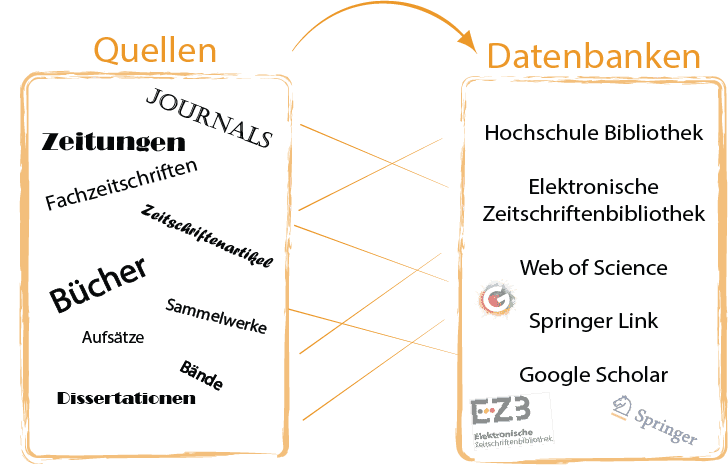 Quellen
JOURNALS
Zeitungen
Fachzeitschriften
Zeitschriftenartikel
Bücher
Sammelwerke
Aufsätze
Bände
Dissertationen
Datenbanken
Hochschule Bibliothek
Elektronische
Zeitschriftenbibliothek
Web of Science
Springer Link
Google Scholar
EZB
Elektronische
Zeitschriftenbibliothek.
Springer